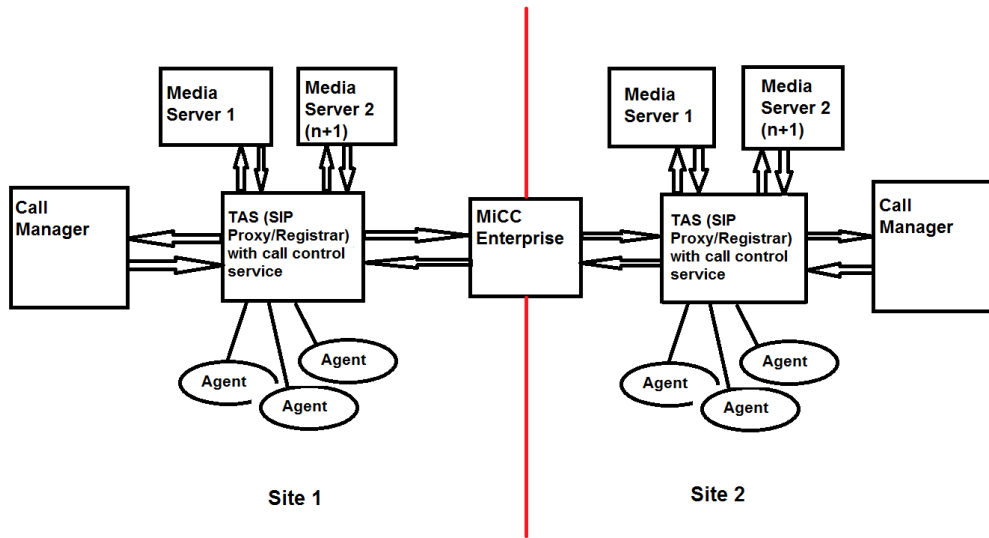 Media
Server 1
Media
Server 2
(n+1)
Media
Server 1
Media
Server 2
(n+1)
Call
Manager
TAS (SIP
Proxy/Registrar)
with call control
service
MiCC
Enterprise
TAS (SIP
Proxy/Registrar)
with call control
service
Call
Manager
Agent
Agent
Agent
Agent
Agent
Agent
Site 1
Site 2